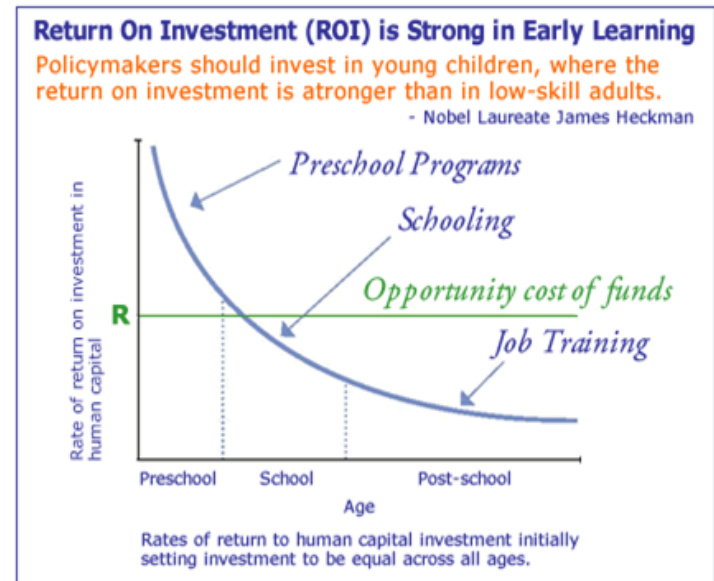 Return On Investment (ROI) is Strong in Early Learning
Policymakers should invest in young children, where the
return on investment is atronger than in low-skill adults.
- Nobel Laureate James Heckman
Preschool Programs
Schooling
Opportunity cost of funds
R
Job Training
Rate of return on investment in
human capital
Preschool
School
Post-school
Age
Rates of return to human capital investment initially
setting investment to be equal across all ages.